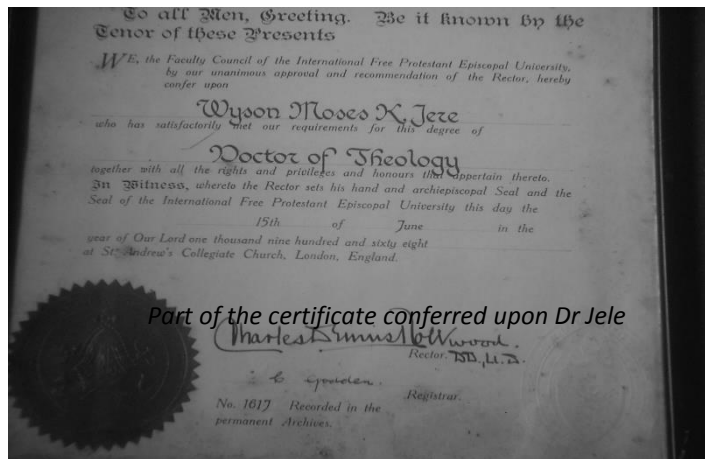 To all Men, Greeting. Be it known by the
Tenor of these Presents
WE, the Faculty Council of the International Free Protestant Episcopal University,
by our unanimous approval and recommendation of the Rector, hereby
confer upon
Wyson Moses K. Jere
who has satisfactorily met our requirements for this degree of
Doctor of Theology
together with all the rights and privileges and honours that appertain thereto.
In Witness, whereto the Rector sets his hand and archiepiscopal Seal and the
Seal of the International Free Protestant Episcopal University this day the
15th of June in the
year of Our Lord one thousand nine hundred and sixty eight
at St. Andrew's Collegiate Church, London, England.
Part of the certificate conferred upon Dr Jele
Charles Dennis
Rector.
Registrar.
No. 1617 Recorded in the
permanent Archives.